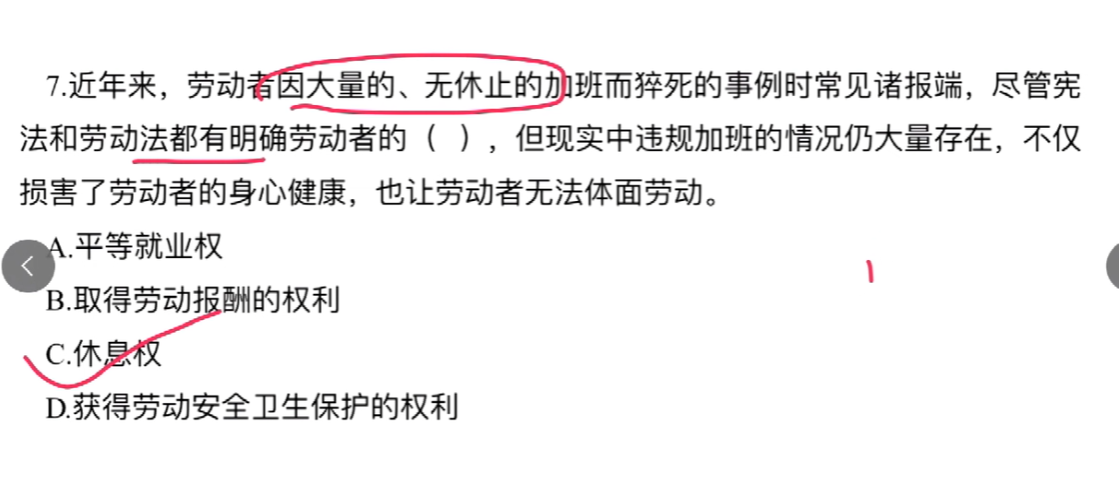 7.近年来，劳动者因大量的、无休止的加班而猝死的事例时常见诸报端，尽管宪
法和劳动法都有明确劳动者的（ ），但现实中违规加班的情况仍大量存在，不仅
损害了劳动者的身心健康，也让劳动者无法体面劳动。
A.平等就业权
B.取得劳动报酬的权利
C.休息权
D.获得劳动安全卫生保护的权利